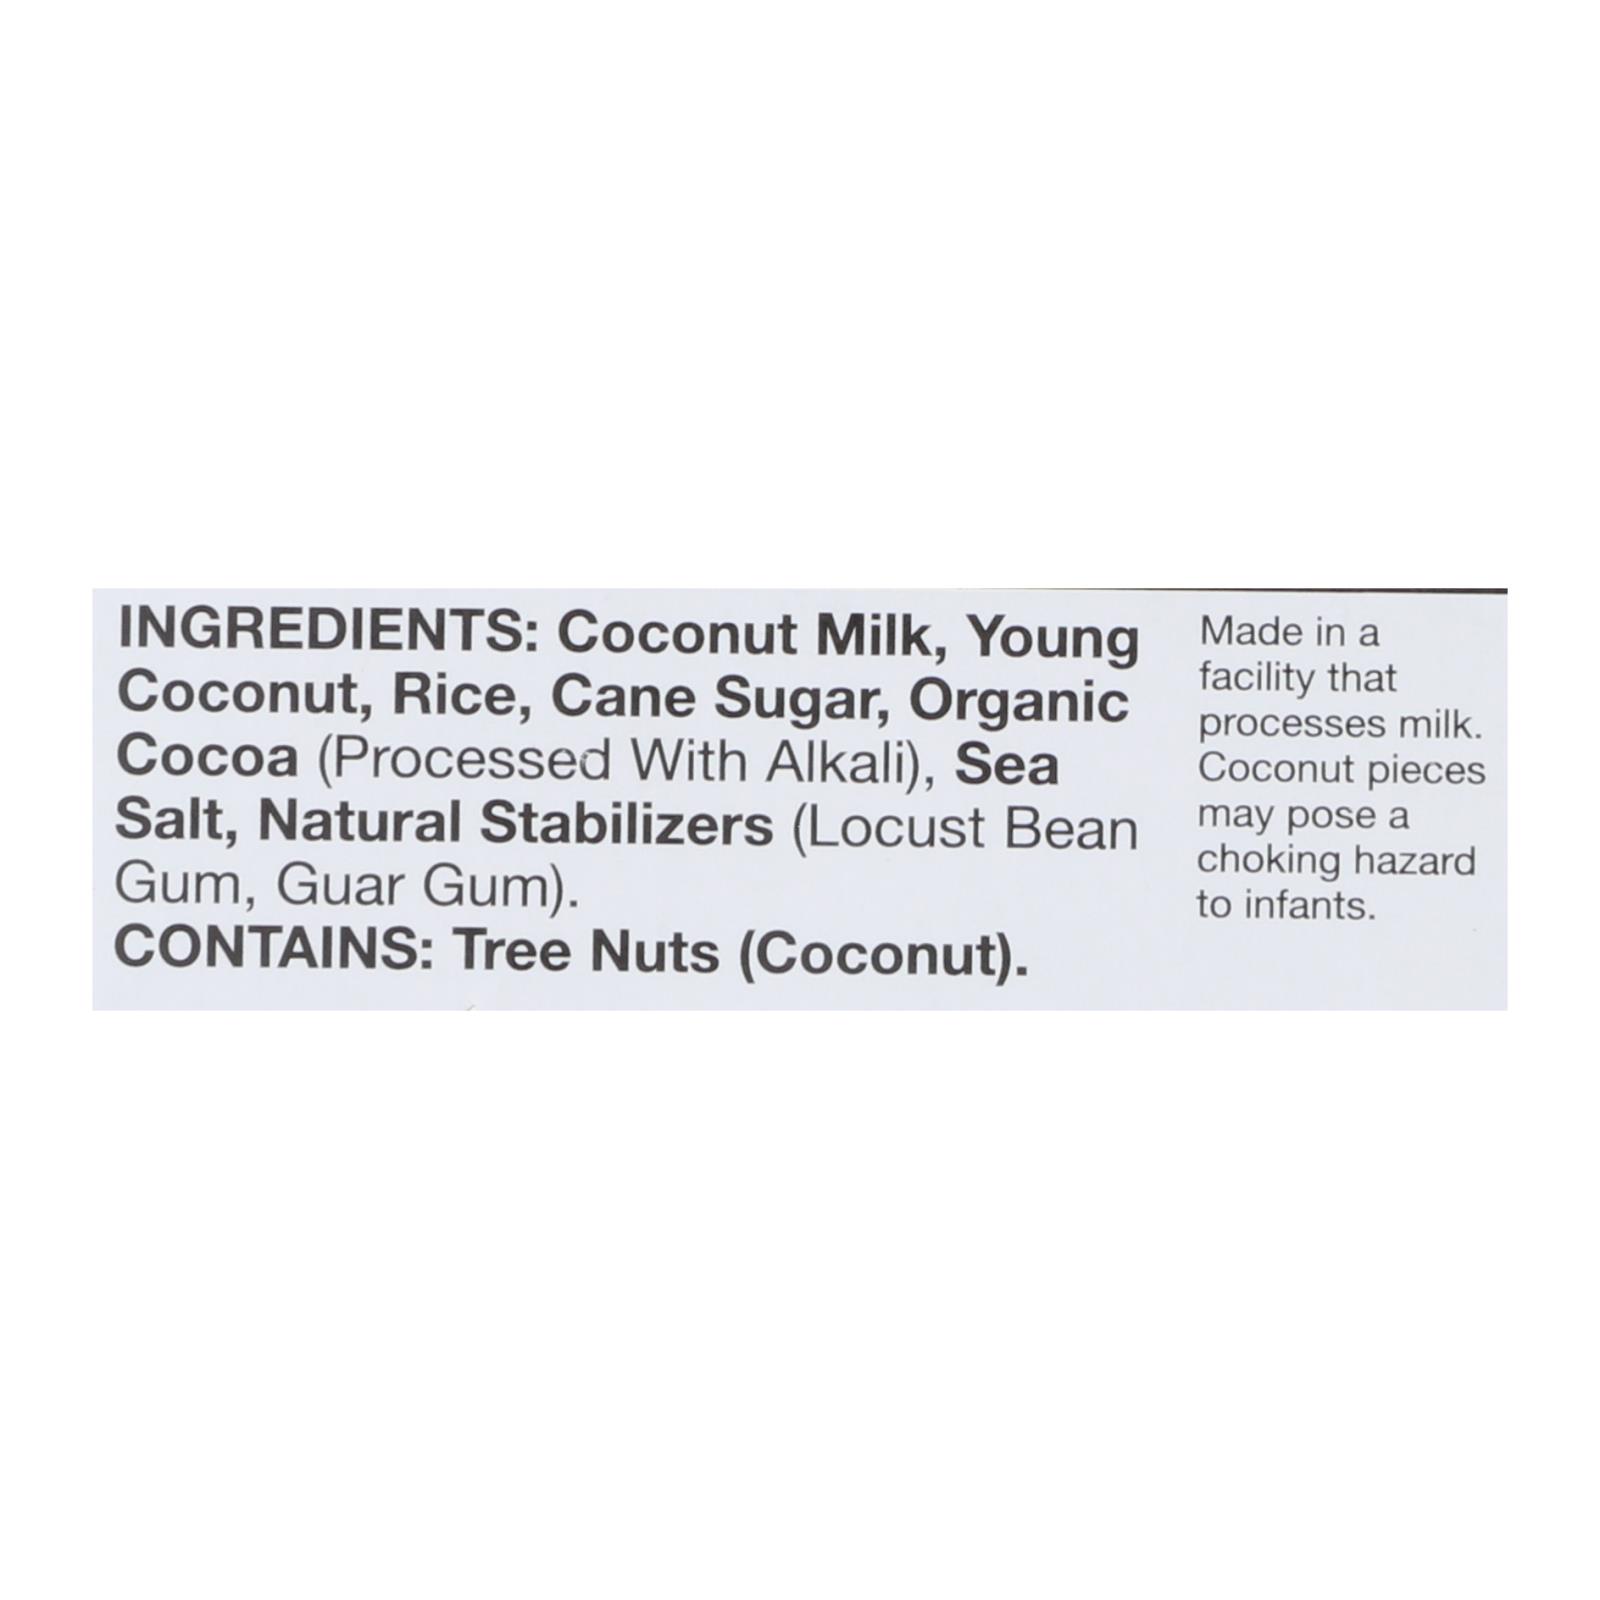 INGREDIENTS: Coconut Milk, Young
Coconut, Rice, Cane Sugar, Organic
Cocoa (Processed With Alkali), Sea
Salt, Natural Stabilizers (Locust Bean
Gum, Guar Gum).
CONTAINS: Tree Nuts (Coconut).
Made in a
facility that
processes milk.
Coconut pieces
may pose a
choking hazard
to infants.